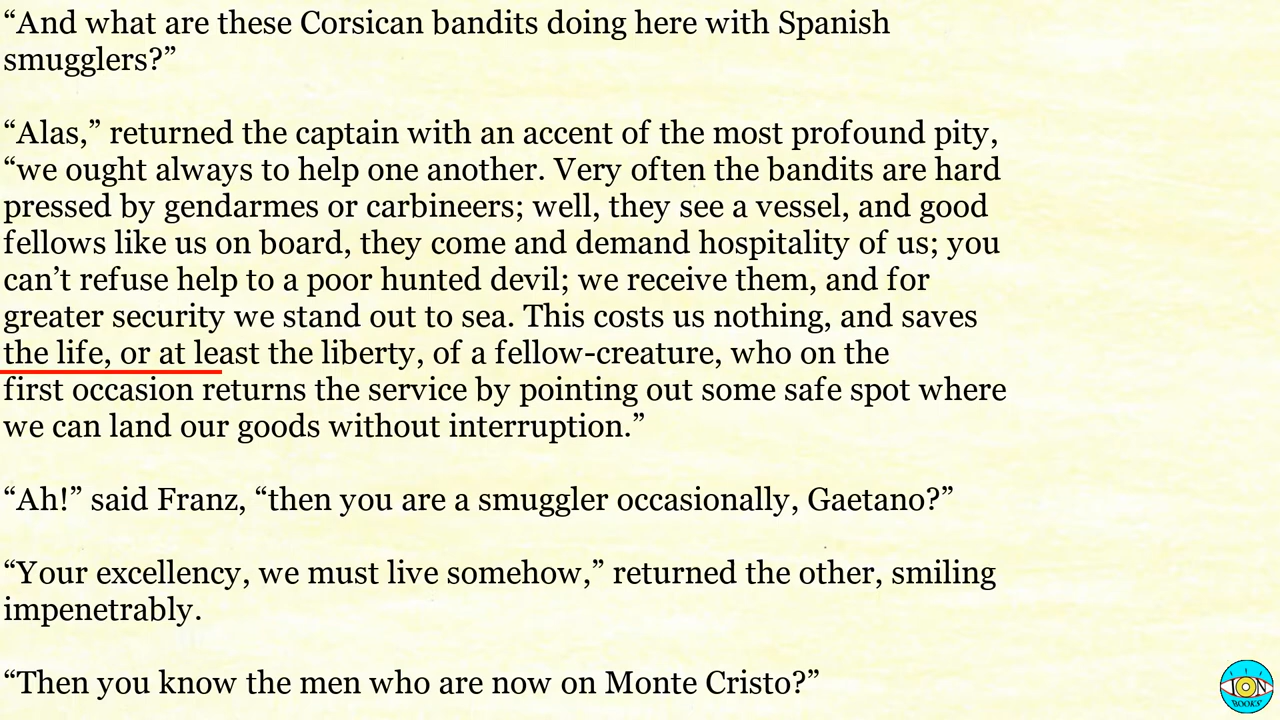 “And what are these Corsican bandits doing here with Spanish
smugglers?”
“Alas,” returned the captain with an accent of the most profound pity,
“we ought always to help one another. Very often the bandits are hard
pressed by gendarmes or carbineers; well, they see a vessel, and good
fellows like us on board, they come and demand hospitality of us; you
can’t refuse help to a poor hunted devil; we receive them, and for
greater security we stand out to sea. This costs us nothing, and saves
the life, or at least the liberty, of a fellow-creature, who on the
first occasion returns the service by pointing out some safe spot where
we can land our goods without interruption.”
“Ah!” said Franz, “then you are a smuggler occasionally, Gaetano?”
“Your excellency, we must live somehow,” returned the other, smiling
impenetrably.
“Then you know the men who are now on Monte Cristo?”
ION
BOOKS